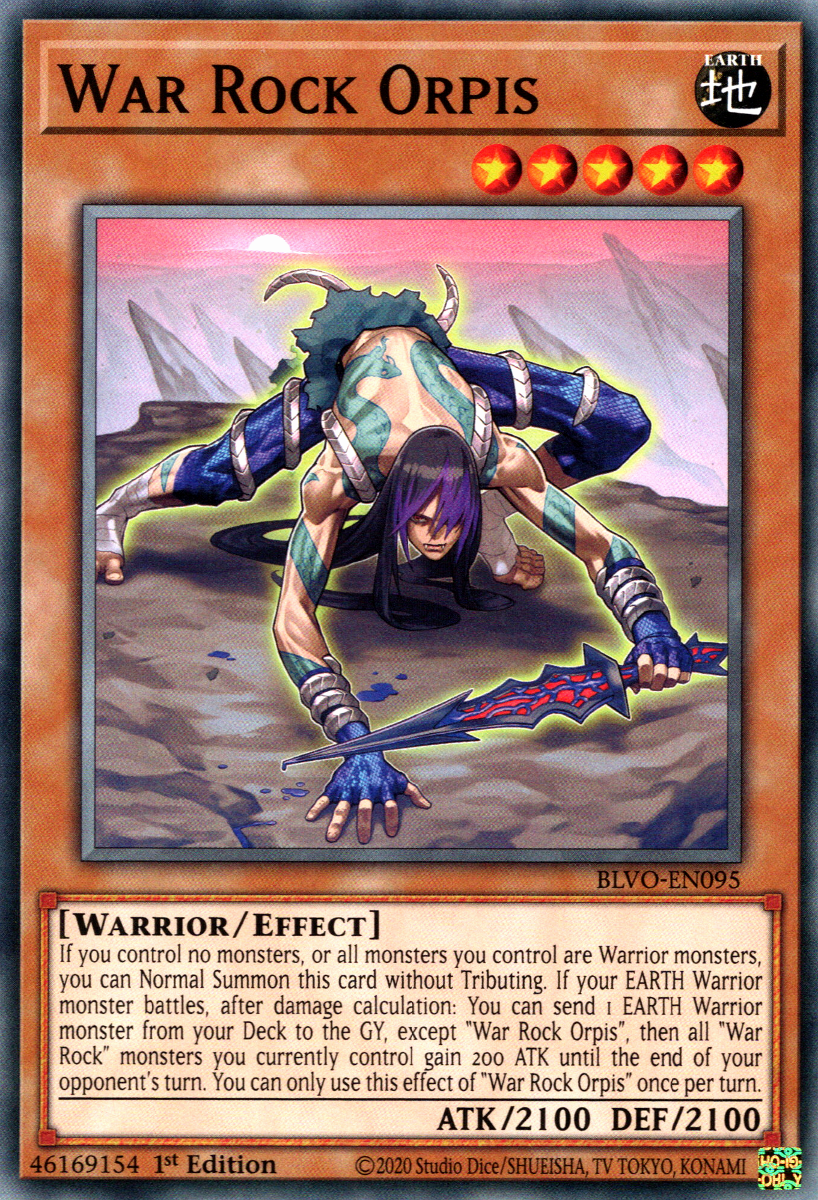 War Rock Orpis
EARTH
地
BLVO-EN095
[Warrior/Effect]
If you control no monsters, or all monsters you control are Warrior monsters,
you can Normal Summon this card without Tributing. If your EARTH Warrior
monster battles, after damage calculation: You can send 1 EARTH Warrior
monster from your Deck to the GY, except "War Rock Orpis", then all "War
Rock" monsters you currently control gain 200 ATK until the end of your
opponent's turn. You can only use this effect of "War Rock Orpis" once per turn.
ATK/2100 DEF/2100
46169154 1st Edition ©2020 Studio Dice/SHUEISHA, TV TOKYO, KONAMI